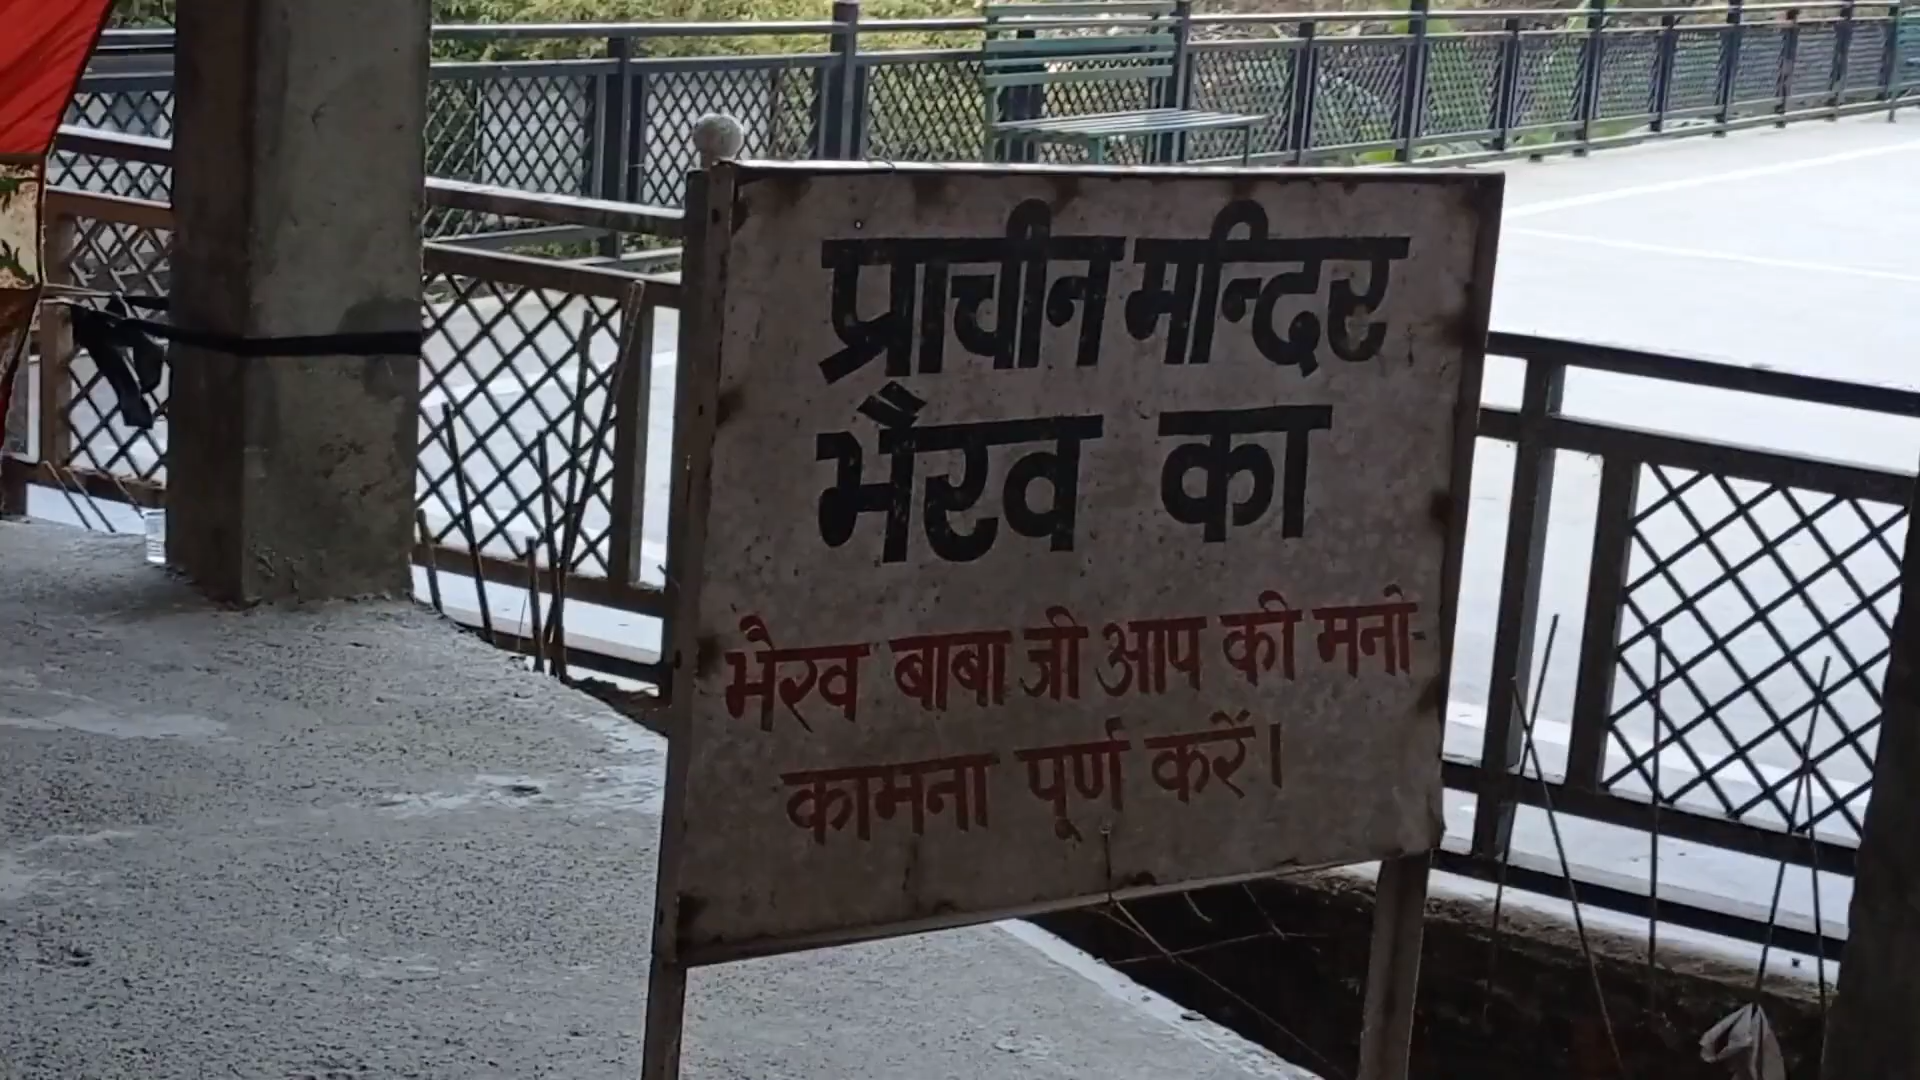 प्राचीन मन्दिर
भैरव का
भैरव बाबा जी आप की मनो-
कामना पूर्ण करें।